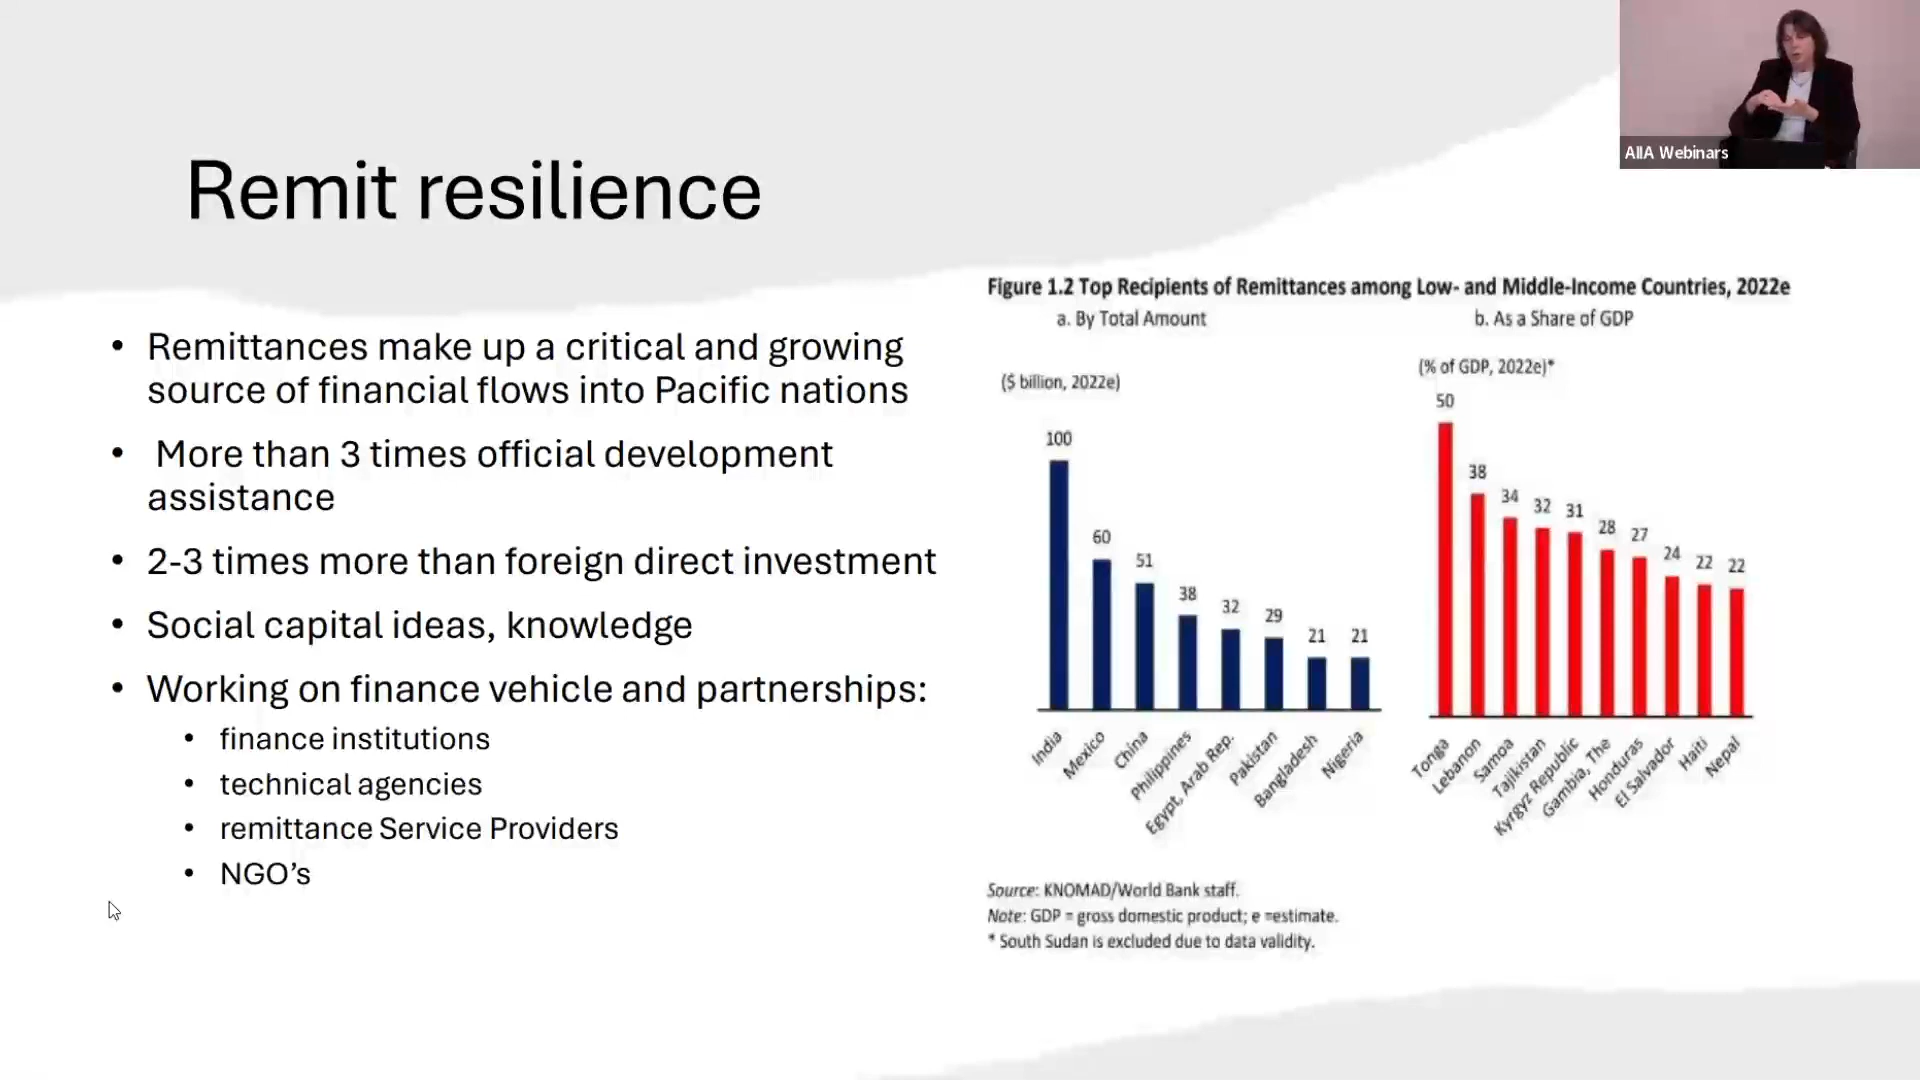 AIIA Webinars
Remit resilience
• Remittances make up a critical and growing
source of financial flows into Pacific nations
• More than 3 times official development
assistance
• 2-3 times more than foreign direct investment
• Social capital ideas, knowledge
• Working on finance vehicle and partnerships:
• finance institutions
• technical agencies
• remittance Service Providers
• NGO’s
Figure 1.2 Top Recipients of Remittances among Low- and Middle-Income Countries, 2022e
a. By Total Amount
($ billion, 2022e)
100
60
51
38
32
29
21
21
India
Mexico
China
Philippines
Egypt, Arab Rep.
Pakistan
Bangladesh
Nigeria
b. As a Share of GDP
(% of GDP, 2022e)*
50
38
34
32
31
28
27
24
22
22
Tonga
Lebanon
Samoa
Tajikistan
Kyrgyz Republic
Gambia, The
Honduras
El Salvador
Haiti
Nepal
Source: KNOMAD/World Bank staff.
Note: GDP = gross domestic product; e =estimate.
* South Sudan is excluded due to data validity.